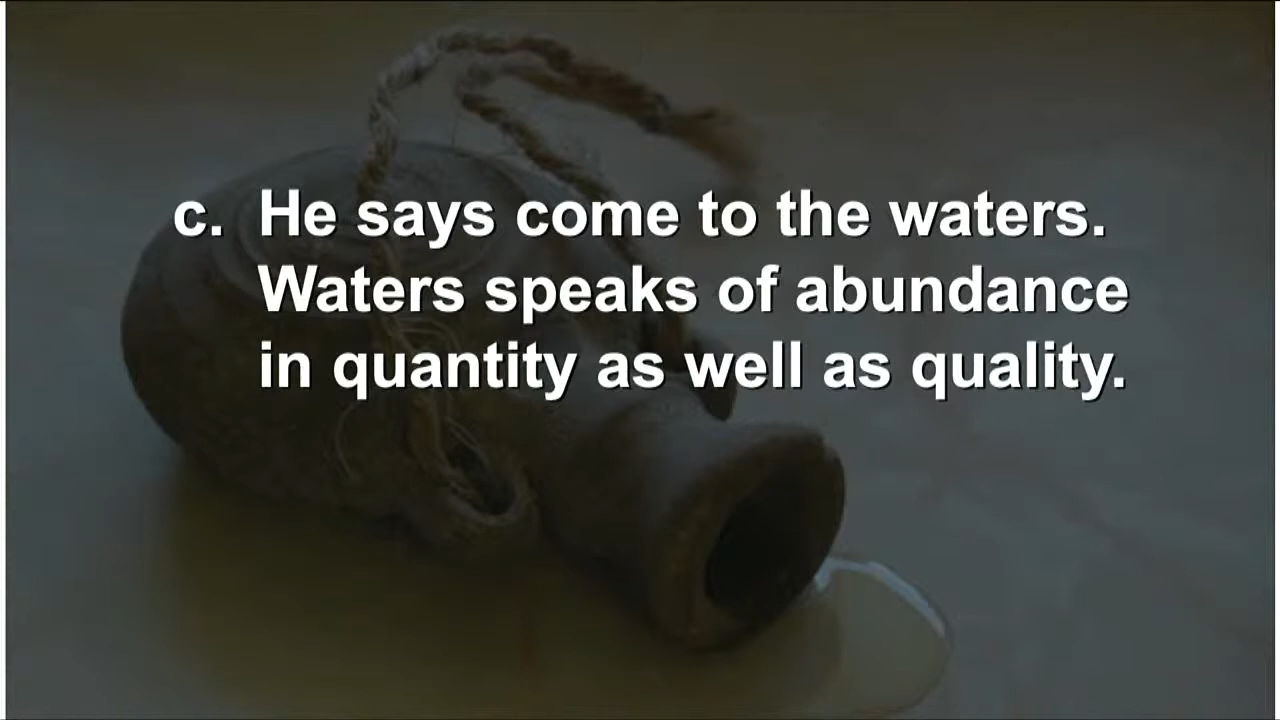 c. He says come to the waters.
Waters speaks of abundance
in quantity as well as quality.